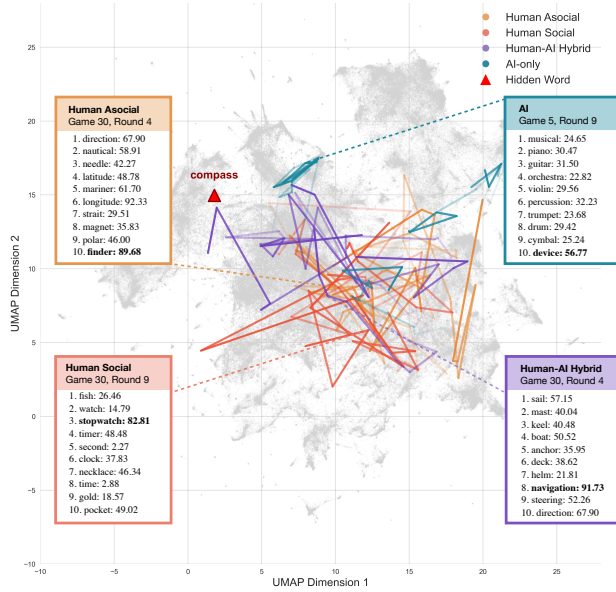 Human Asocial
Human Social
Human-AI Hybrid
AI-only
Hidden Word
Human Asocial
Game 30, Round 4
1. direction: 67.90
2. nautical: 58.91
3. needle: 42.27
4. latitude: 48.78
5. mariner: 61.70
6. longitude: 92.33
7. strait: 29.51
8. magnet: 35.83
9. polar: 46.00
10. finder: 89.68
AI
Game 5, Round 9
1. musical: 24.65
2. piano: 30.47
3. guitar: 31.50
4. orchestra: 22.82
5. violin: 29.56
6. percussion: 32.23
7. trumpet: 23.68
8. drum: 29.42
9. cymbal: 25.24
10. device: 56.77
compass
Human Social
Game 30, Round 9
1. fish: 26.46
2. watch: 14.79
3. stopwatch: 82.81
4. timer: 48.48
5. second: 2.27
6. clock: 37.83
7. necklace: 46.34
8. time: 2.88
9. gold: 18.57
10. pocket: 49.02
Human-AI Hybrid
Game 30, Round 4
1. sail: 57.15
2. mast: 40.04
3. keel: 40.48
4. boat: 50.52
5. anchor: 35.95
6. deck: 38.62
7. helm: 21.81
8. navigation: 91.73
9. steering: 52.26
10. direction: 67.90
UMAP Dimension 2
25
20
15
10
5
0
−5
−10
−10
−5
0
5
10
15
20
25
UMAP Dimension 1